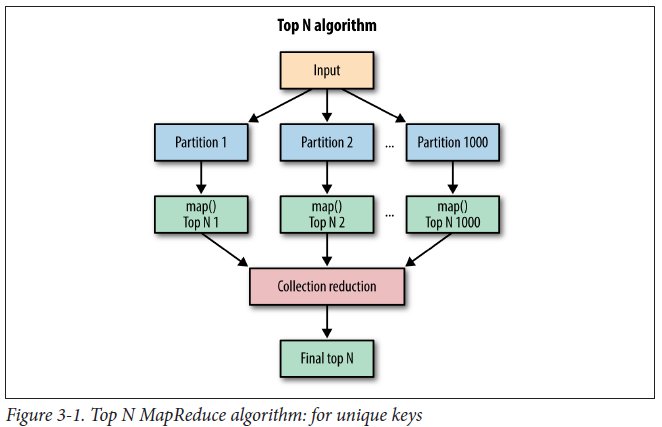 Top N algorithm
Input
Partition 1
Partition 2
...
Partition 1000
map()
Top N 1
map()
Top N 2
...
map()
Top N 1000
Collection reduction
Final top N
Figure 3-1. Top N MapReduce algorithm: for unique keys